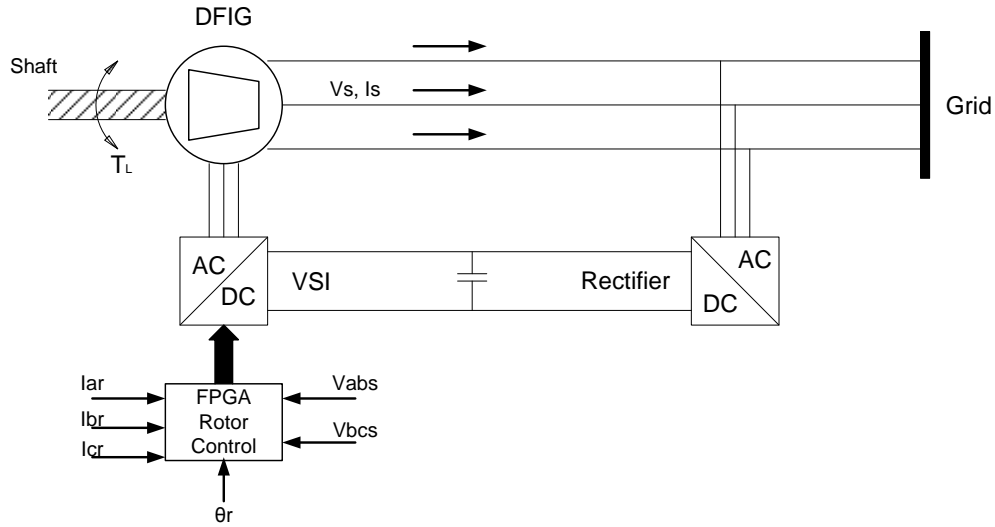 DFIG
Shaft
Vs, Is
Grid
TL
AC
DC
VSI
Rectifier
AC
DC
Iar
Ibr
Icr
FPGA
Rotor
Control
Vabs
Vbcs
θr